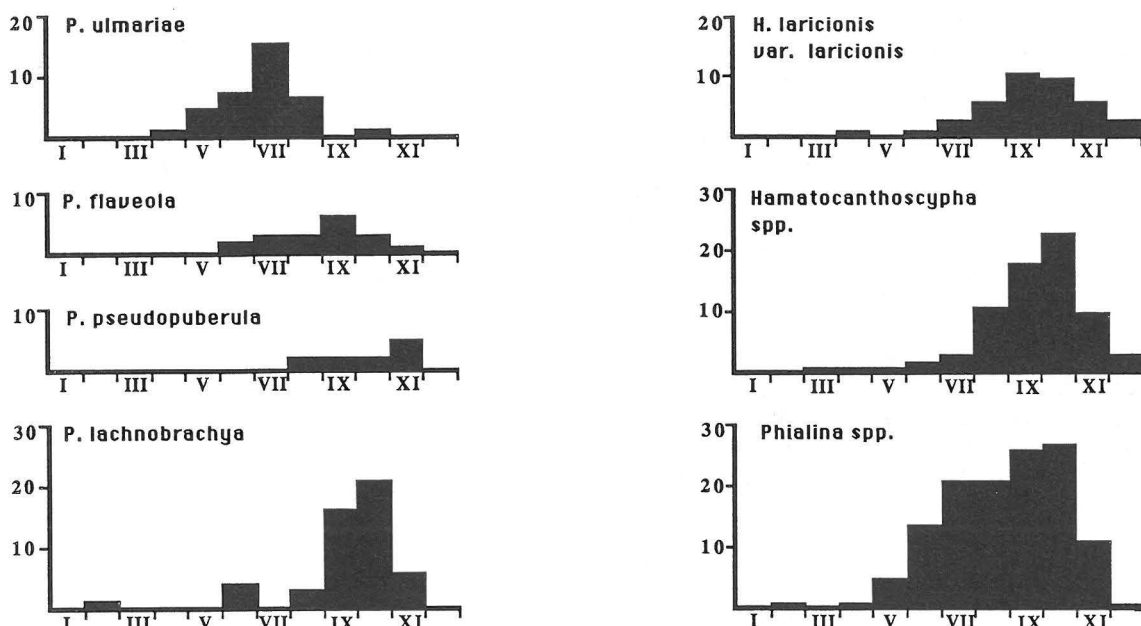 20
P. ulmariae
10
I III V VII IX XI
10
P. flaveola
I III V VII IX XI
10
P. pseudopuberula
I III V VII IX XI
30
P. lachnobrachya
20
10
I III V VII IX XI
20
H. laricionis
var. laricionis
10
I III V VII IX XI
30
Hamatocanthoscypha
spp.
20
10
I III V VII IX XI
30
Phialina spp.
20
10
I III V VII IX XI